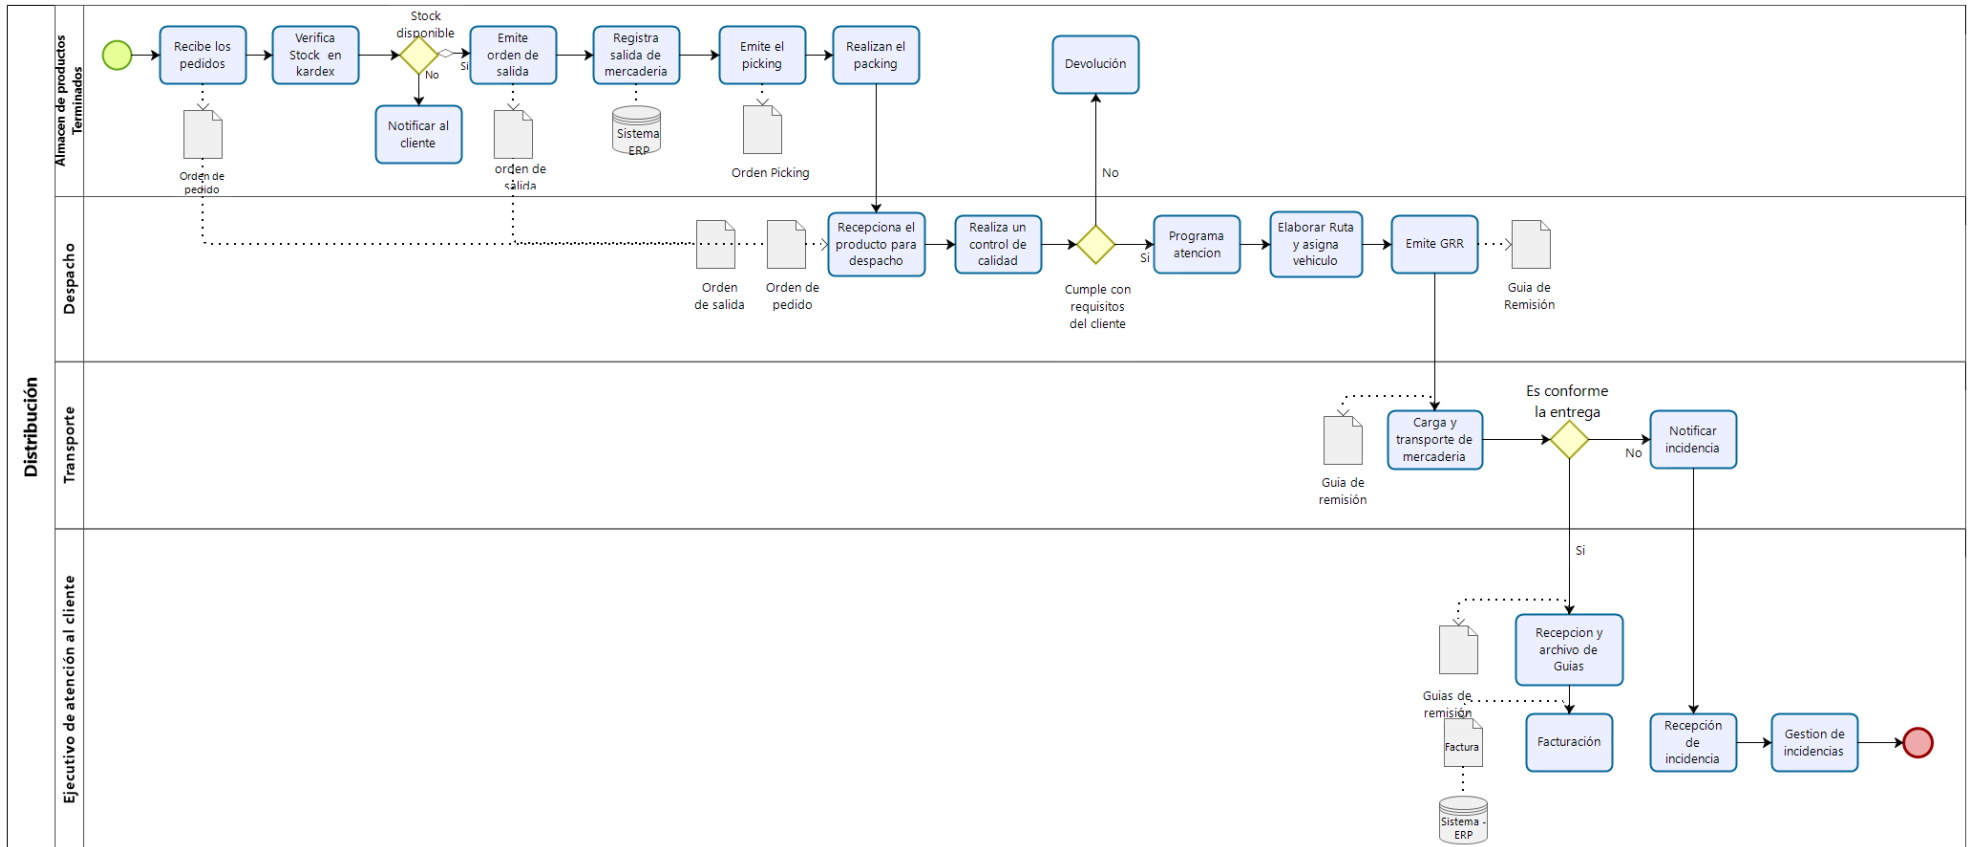 Distribución
Almacen de productos
Terminados
Recibe los
pedidos
Orden de
pedido
Verifica
Stock en
kardex
Stock
disponible
Si
No
Notificar al
cliente
Emite
orden de
salida
orden de
salida
Registra
salida de
mercaderia
Sistema
ERP
Emite el
picking
Orden Picking
Realizan el
packing
Devolución
No
Despacho
Orden
de salida
Orden de
pedido
Recepciona el
producto para
despacho
Realiza un
control de
calidad
Cumple con
requisitos
del cliente
Si
Programa
atencion
Elaborar Ruta
y asigna
vehiculo
Emite GRR
Guia de
Remisión
Transporte
Guia de
remisión
Carga y
transporte de
mercaderia
Es conforme
la entrega
No
Notificar
incidencia
Ejecutivo de atención al cliente
Si
Recepcion y
archivo de
Guias
Guias de
remisión
Factura
Sistema -
ERP
Facturación
Recepción
de
incidencia
Gestion de
incidencias